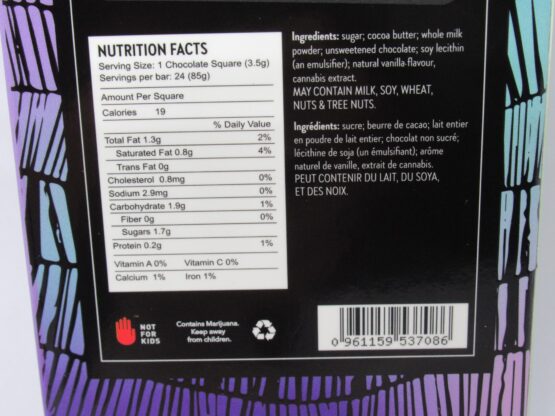 NUTRITION FACTS
Serving Size: 1 Chocolate Square (3.5g)
Servings per bar: 24 (85g)
Amount Per Square
Calories 19
% Daily Value
Total Fat 1.3g 2%
Saturated Fat 0.8g 4%
Trans Fat 0g
Cholesterol 0.8mg 0%
Sodium 2.9mg 0%
Carbohydrate 1.9g 1%
Fiber 0g 0%
Sugars 1.7g
Protein 0.2g 1%
Vitamin A 0% Vitamin C 0%
Calcium 1% Iron 1%
Ingredients: sugar; cocoa butter; whole milk
powder; unsweetened chocolate; soy lecithin
(an emulsifier); natural vanilla flavour,
cannabis extract.
MAY CONTAIN MILK, SOY, WHEAT,
NUTS & TREE NUTS.
Ingrédients: sucre; beurre de cacao; lait entier
en poudre de lait entier; chocolat non sucré;
lécithine de soja (un émulsifiant); arôme
naturel de vanille, extrait de cannabis.
PEUT CONTENIR DU LAIT, DU SOYA,
ET DES NOIX.
NOT
FOR
KIDS
Contains Marijuana.
Keep away
from children.
0 961159 537086